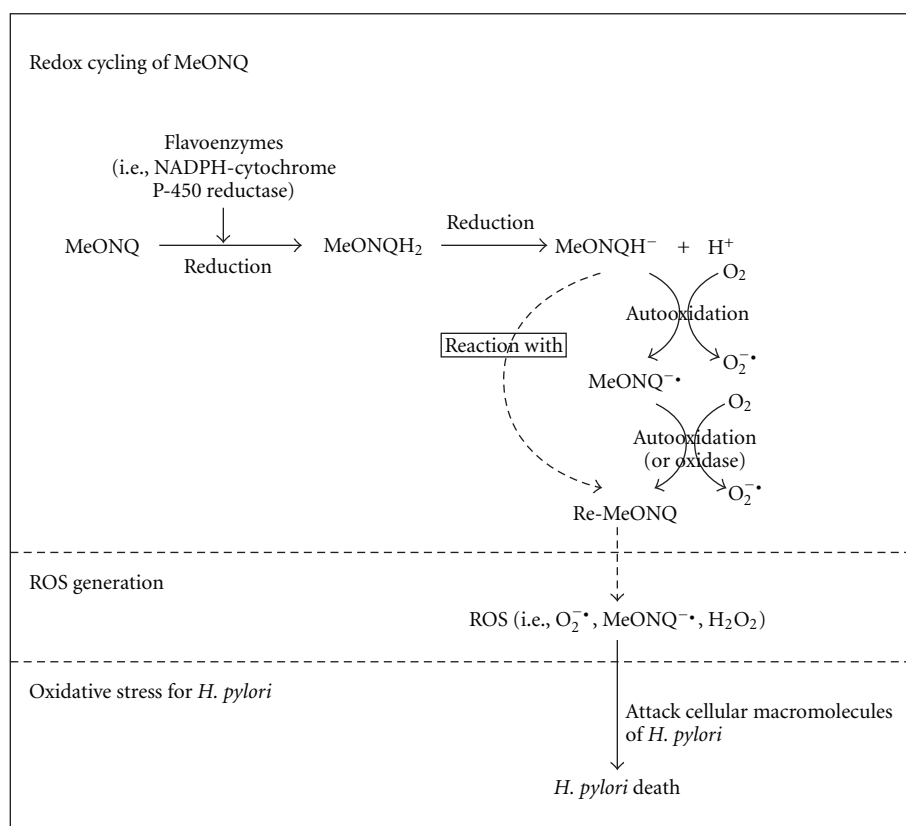 Redox cycling of MeONQ
Flavoenzymes
(i.e., NADPH-cytochrome
P-450 reductase)
MeONQ
Reduction
MeONQH₂
Reduction
MeONQH⁻ + H⁺
O₂
Autooxidation
Reaction with
O₂⁻•
MeONQ⁻•
O₂
Autooxidation
(or oxidase)
O₂⁻•
Re-MeONQ
ROS generation
ROS (i.e., O₂⁻•, MeONQ⁻•, H₂O₂)
Oxidative stress for H. pylori
Attack cellular macromolecules
of H. pylori
H. pylori death